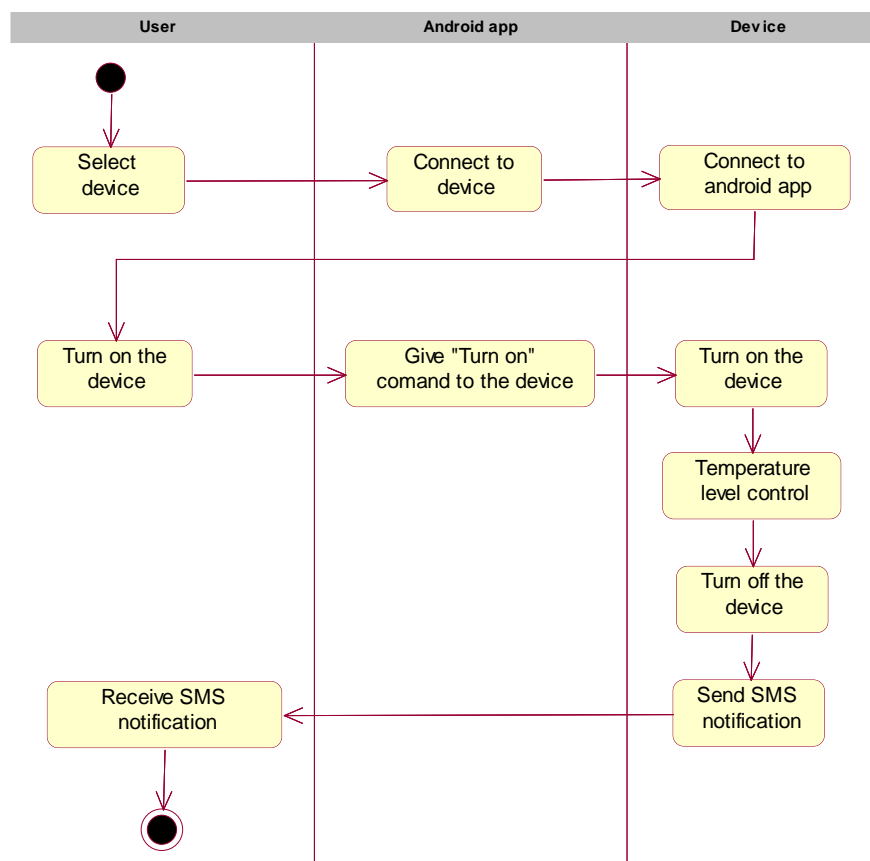 User
Android app
Device
Select
device
Connect to
device
Connect to
android app
Turn on the
device
Give "Turn on"
comand to the device
Turn on the
device
Temperature
level control
Turn off the
device
Receive SMS
notification
Send SMS
notification